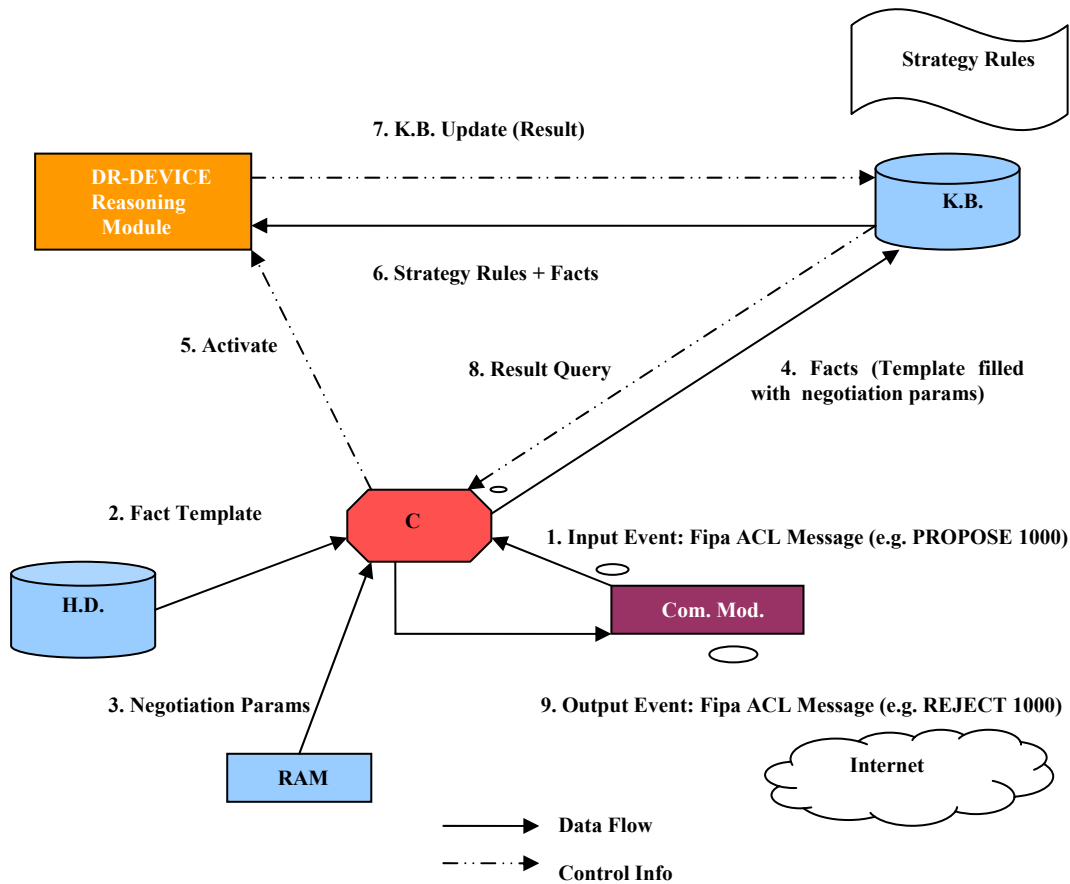 Strategy Rules
7. K.B. Update (Result)
DR-DEVICE
Reasoning
Module
K.B.
6. Strategy Rules + Facts
5. Activate
8. Result Query
4. Facts (Template filled
with negotiation params)
2. Fact Template
C
1. Input Event: Fipa ACL Message (e.g. PROPOSE 1000)
H.D.
Com. Mod.
3. Negotiation Params
9. Output Event: Fipa ACL Message (e.g. REJECT 1000)
RAM
Internet
Data Flow
Control Info